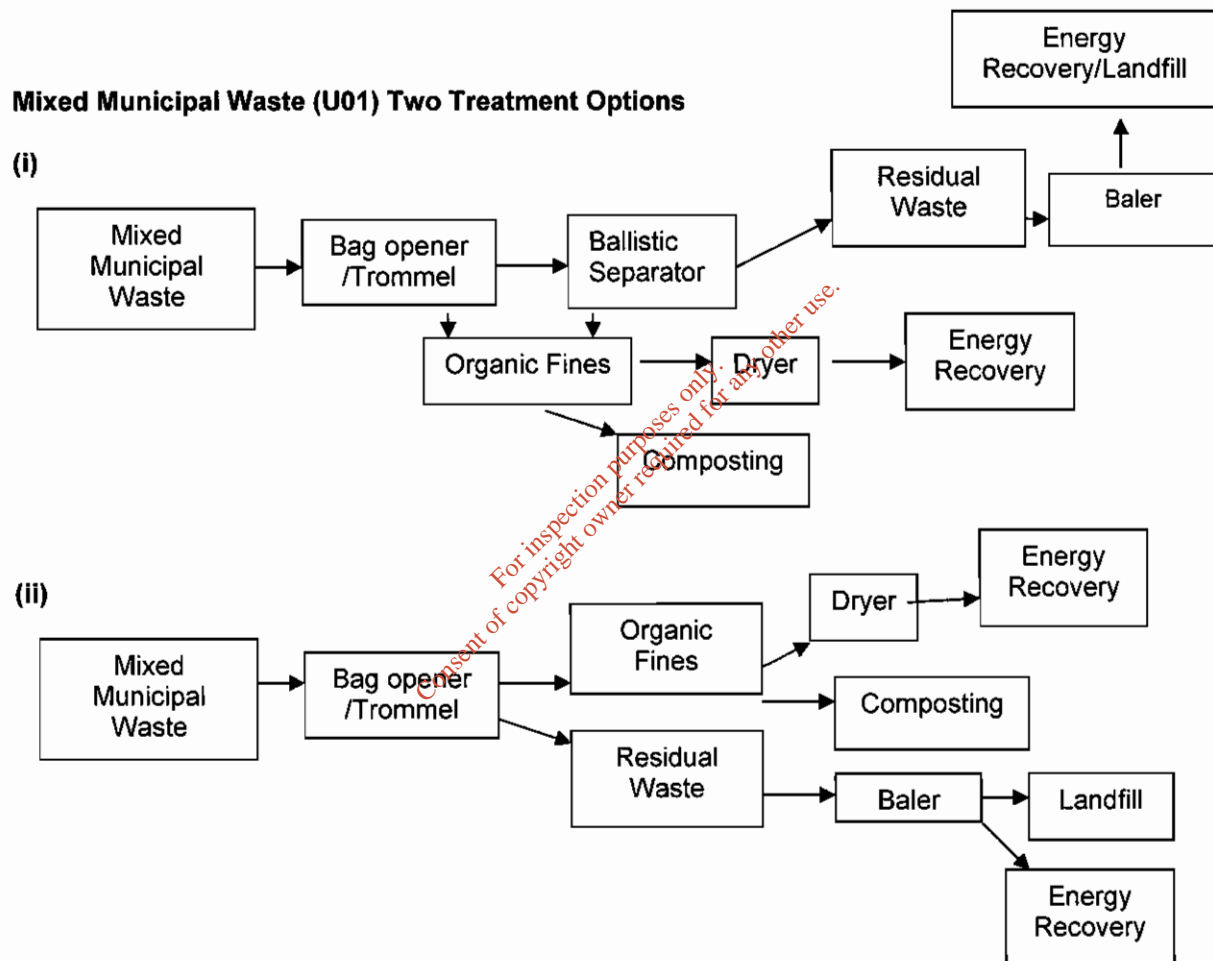 Energy
Recovery/Landfill
Mixed Municipal Waste (U01) Two Treatment Options
(i)
Residual
Waste
Baler
Mixed
Municipal
Waste
Bag opener
/Trommel
Ballistic
Separator
Organic Fines
Dryer
Energy
Recovery
Composting
For inspection purposes only.
Consent of copyright owner required for any other use.
(ii)
Mixed
Municipal
Waste
Bag opener
/Trommel
Organic
Fines
Dryer
Energy
Recovery
Composting
Residual
Waste
Baler
Landfill
Energy
Recovery